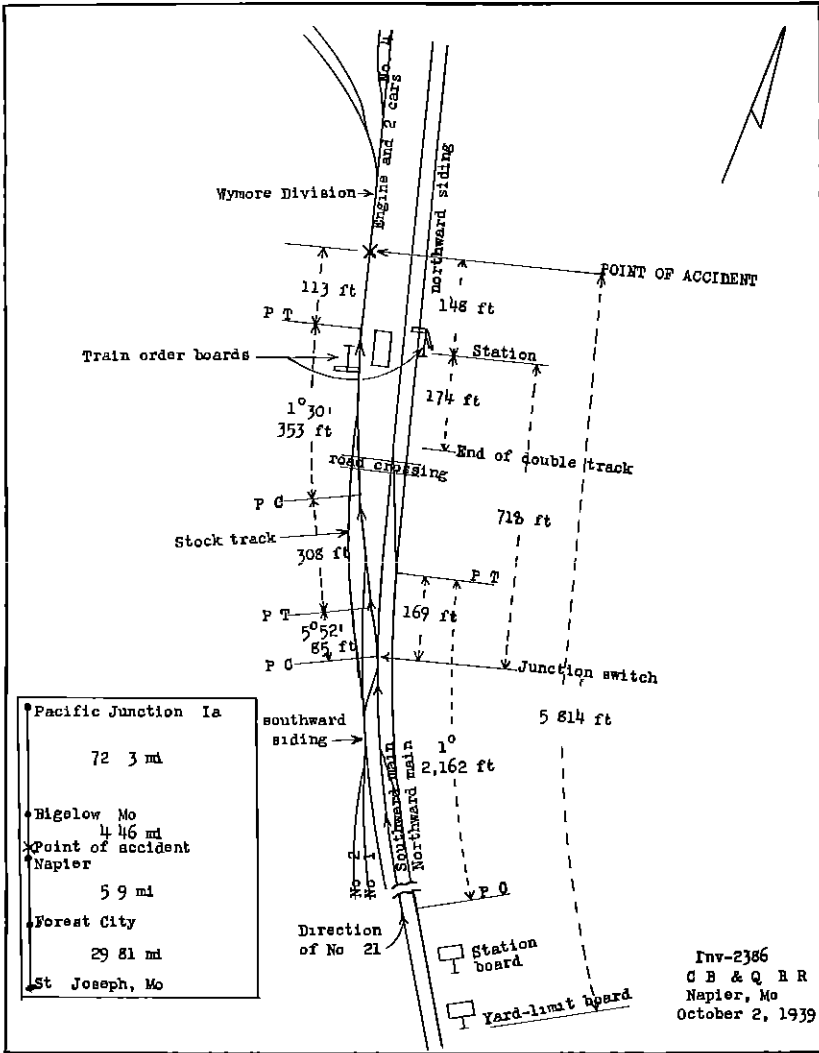 No. 4
Engine and 2 cars
northward siding
Wymore Division
POINT OF ACCIDENT
113 ft
148 ft
P T
Station
Train order boards
174 ft
1°30'
353 ft
End of double track
road crossing
P C
718 ft
Stock track
308 ft
P T
P T
169 ft
5°52'
85 ft
P C
Junction switch
southward
siding
5 814 ft
1°
2,162 ft
Southward main
Northward main
No 2
No 1
P C
Direction
of No 21
Station
board
Yard-limit board
Pacific Junction Ia
72 3 mi
Bigelow Mo
4 46 mi
Point of accident
Napier
5 9 mi
Forest City
29 81 mi
St Joseph, Mo
Inv-2386
C B & Q R R
Napier, Mo
October 2, 1939